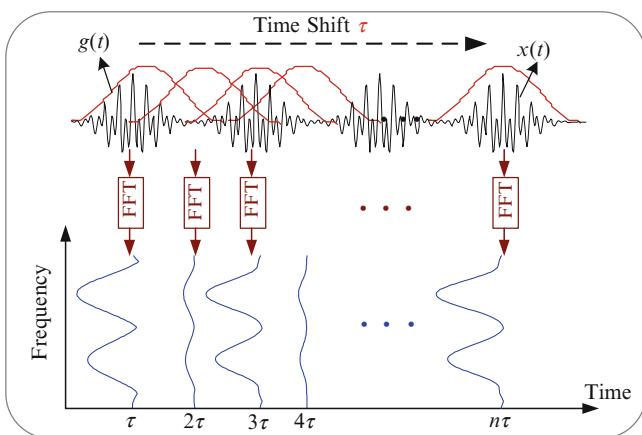 Time Shift τ
g(t)
x(t)
FFT
FFT
FFT
FFT
Frequency
Time
τ
2τ
3τ
4τ
nτ